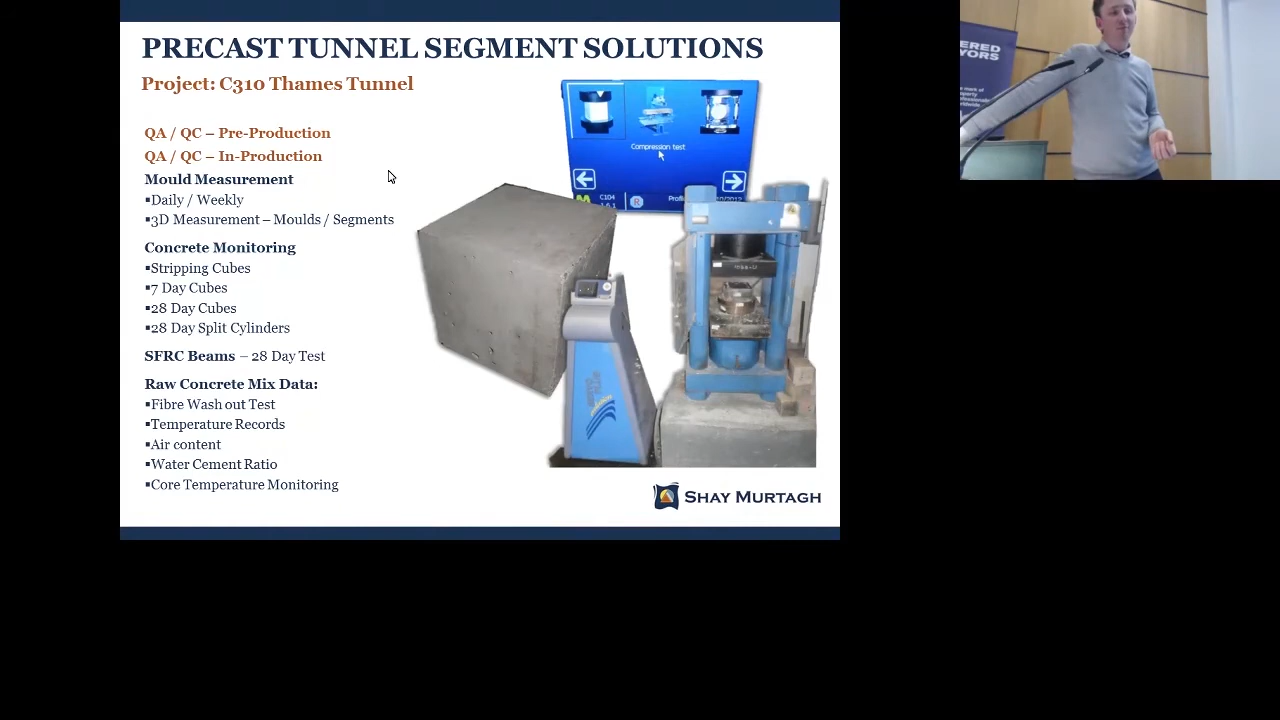 PRECAST TUNNEL SEGMENT SOLUTIONS
Project: C310 Thames Tunnel
QA / QC – Pre-Production
QA / QC – In-Production
Mould Measurement
▪Daily / Weekly
▪3D Measurement – Moulds / Segments
Concrete Monitoring
▪Stripping Cubes
▪7 Day Cubes
▪28 Day Cubes
▪28 Day Split Cylinders
SFRC Beams – 28 Day Test
Raw Concrete Mix Data:
▪Fibre Wash out Test
▪Temperature Records
▪Air content
▪Water Cement Ratio
▪Core Temperature Monitoring
Compression test
C104
SHAY MURTAGH